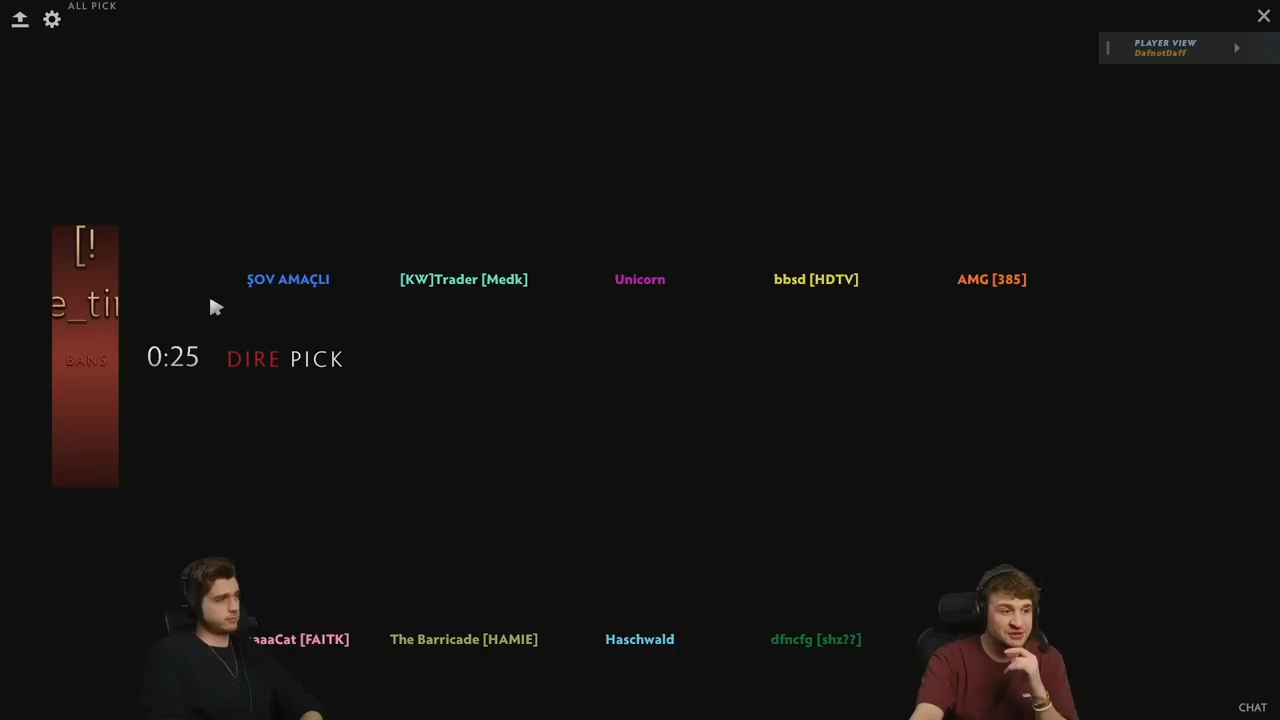 ALL PICK
PLAYER VIEW
DafnotDaff
[!
e_tir
BANS
ŞOV AMAÇLI
[KW]Trader [Medk]
Unicorn
bbsd [HDTV]
AMG [385]
0:25 DIRE PICK
aaaCat [FAITK]
The Barricade [HAMIE]
Haschwald
dfncfg [shz??]
CHAT